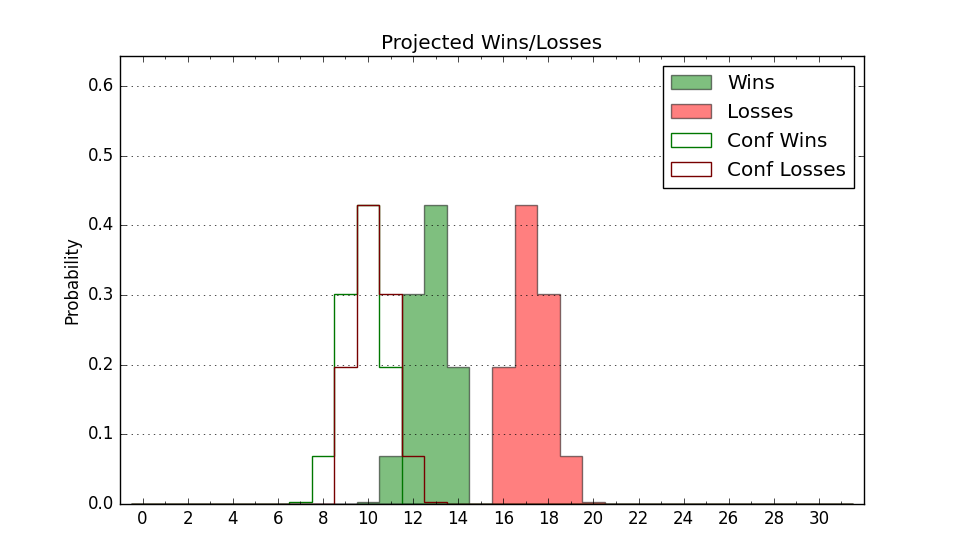 Projected Wins/Losses
Wins
Losses
Conf Wins
Conf Losses
Probability
0.6
0.5
0.4
0.3
0.2
0.1
0.0
0 2 4 6 8 10 12 14 16 18 20 22 24 26 28 30